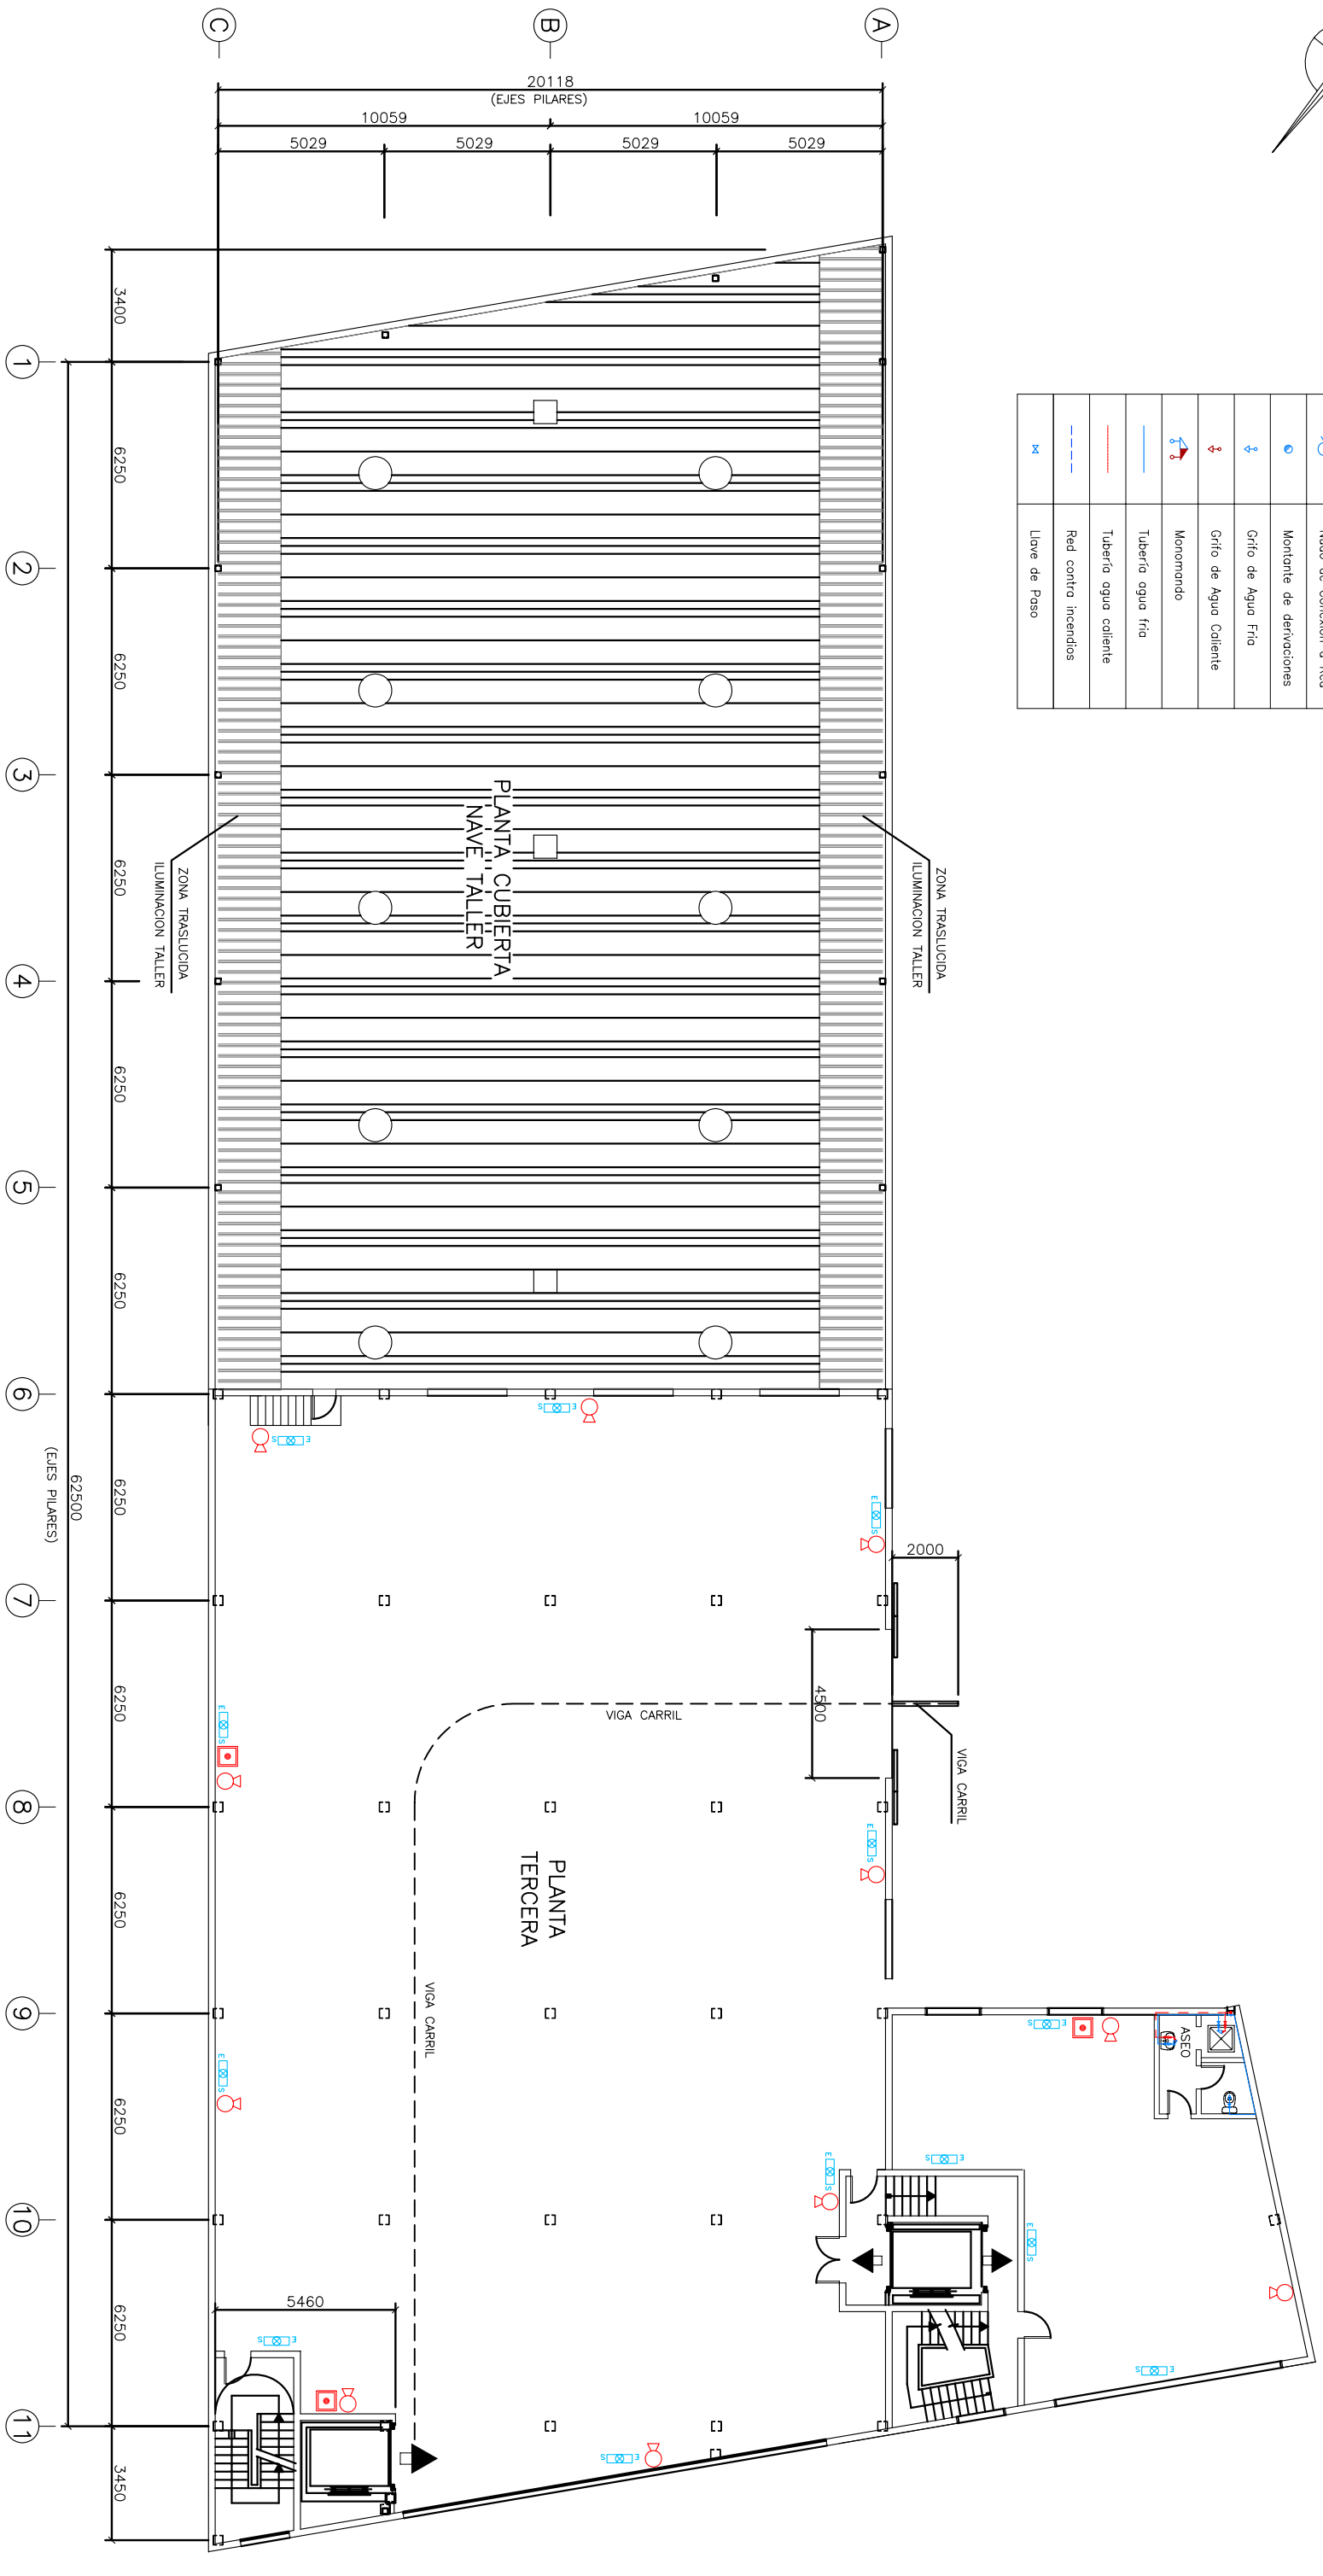 C
B
A
20118
(EJES PILARES)
10059
10059
5029
5029
5029
5029
Montante de derivaciones
Grifo de Agua Fria
Grifo de Agua Caliente
Monomando
Tubería agua fria
Tubería agua caliente
Red contra incendios
Llave de Paso
3400
1
6250
2
6250
3
6250
4
6250
5
6250
6
6250
7
6250
8
6250
9
6250
10
6250
11
3450
62500
(EJES PILARES)
ZONA TRASLUCIDA
ILUMINACION TALLER
PLANTA CUBIERTA
NAVE TALLER
ZONA TRASLUCIDA
ILUMINACION TALLER
E S
E S
E S
2000
4500
VIGA CARRIL
VIGA CARRIL
E S
E S
PLANTA
TERCERA
VIGA CARRIL
E S
ASEO
E S
E S
E S
E S
5460
E S
E S
E S